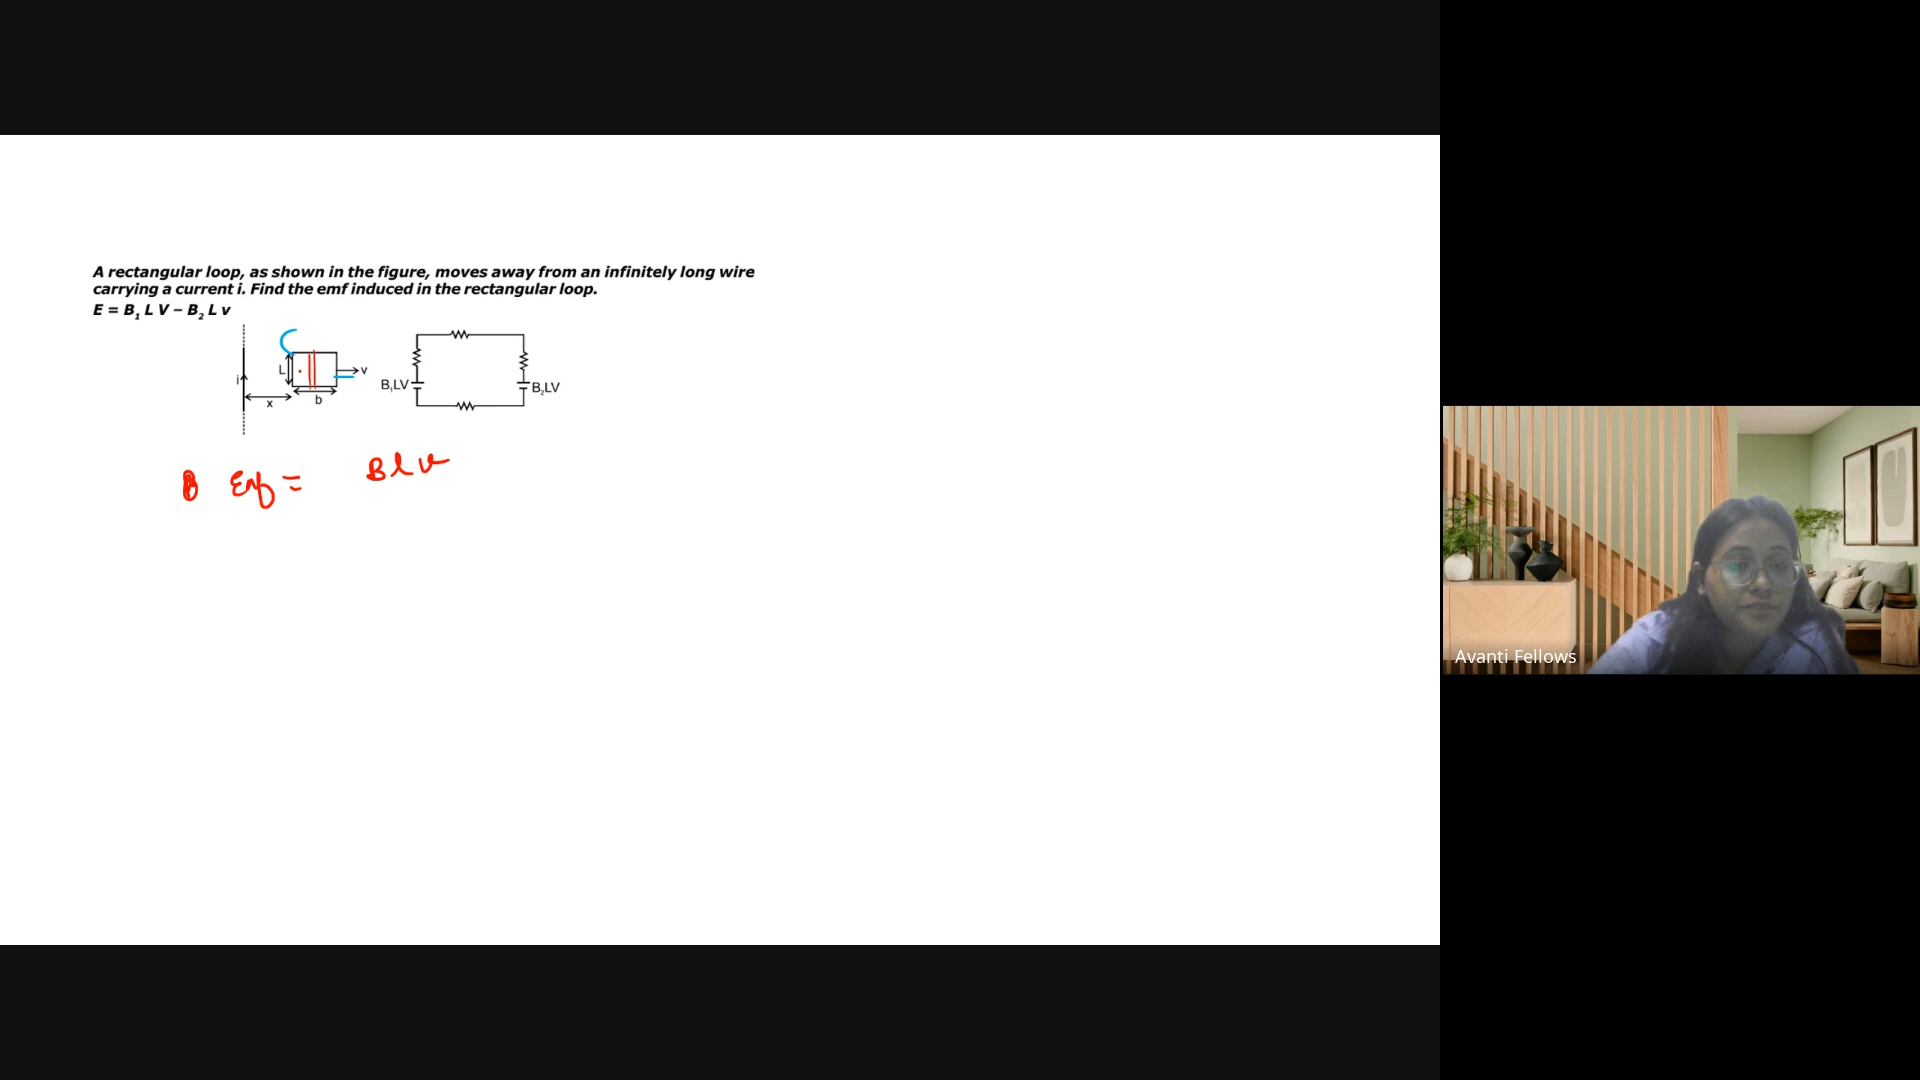 A rectangular loop, as shown in the figure, moves away from an infinitely long wire
carrying a current i. Find the emf induced in the rectangular loop.
E = B₁ L V – B₂ L v
L
v
i
x
b
B₁LV
B₂LV
Emf = Blv
Avanti Fellows